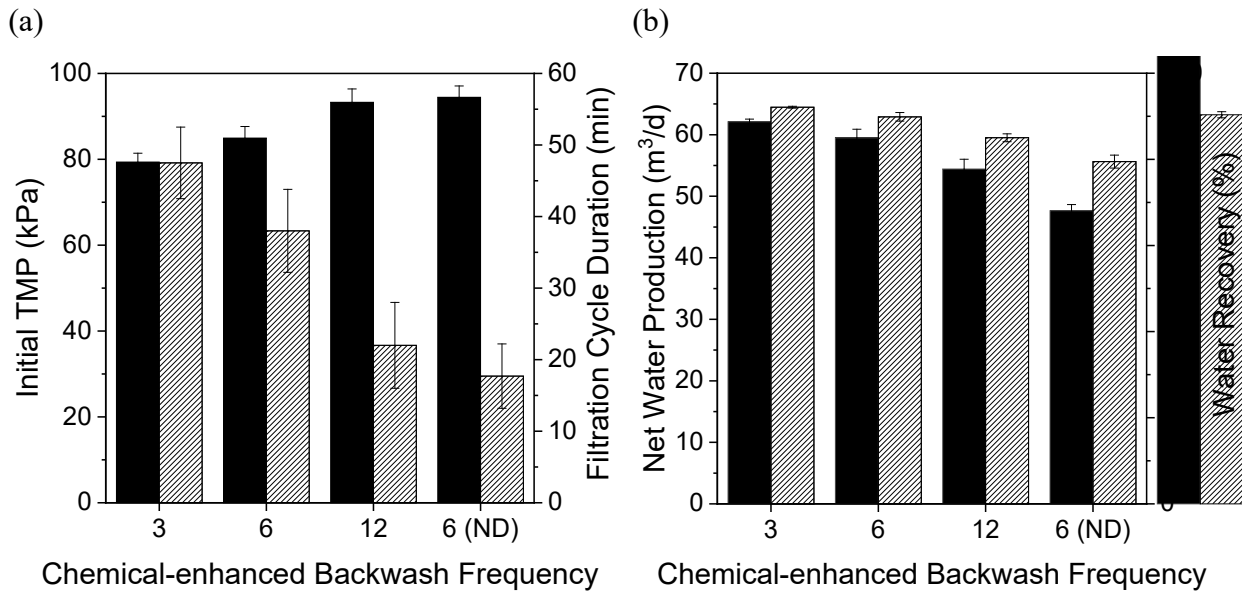 (a)
(b)
100
80
60
40
20
0
Initial TMP (kPa)
60
50
40
30
20
10
0
Filtration Cycle Duration (min)
3 6 12 6 (ND)
Chemical-enhanced Backwash Frequency
70
60
50
40
30
20
10
0
Net Water Production (m³/d)
Water Recovery (%)
3 6 12 6 (ND)
Chemical-enhanced Backwash Frequency